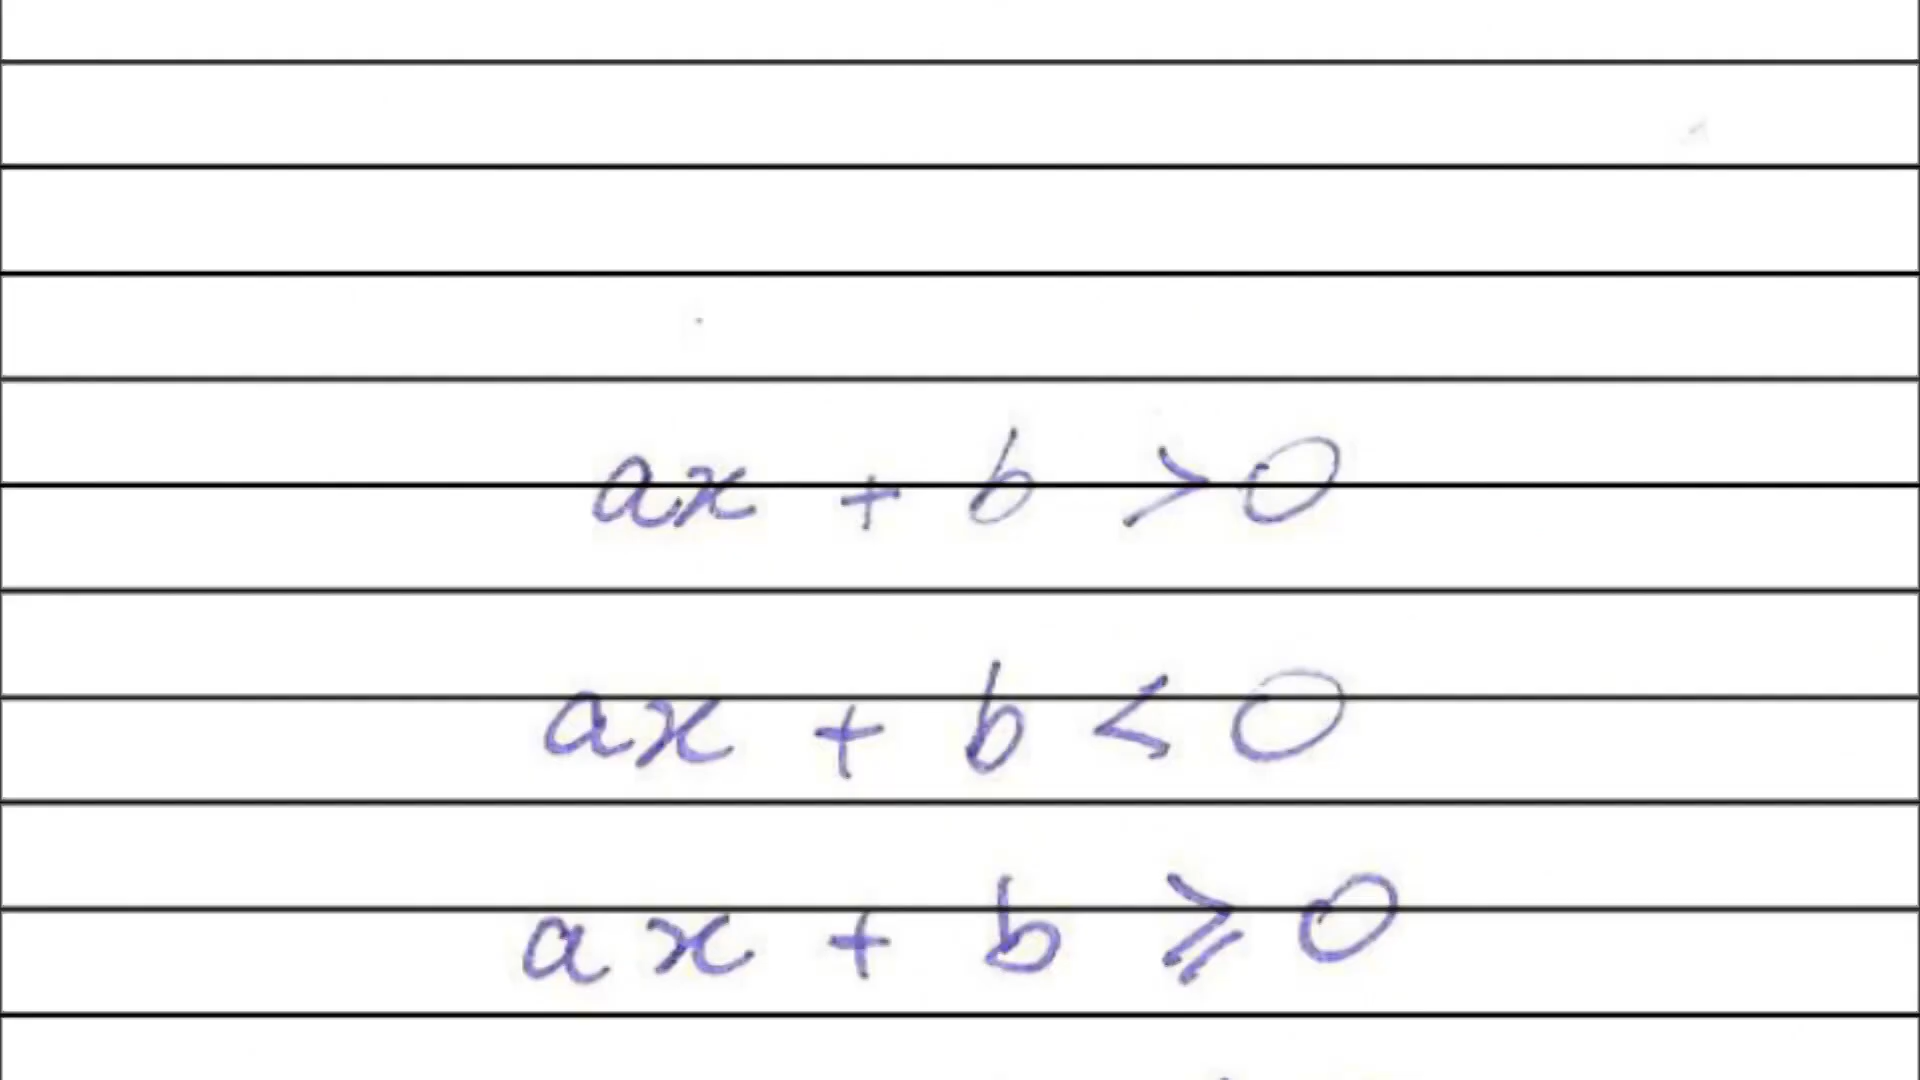 ax + b > 0
ax + b < 0
ax + b ⩾ 0